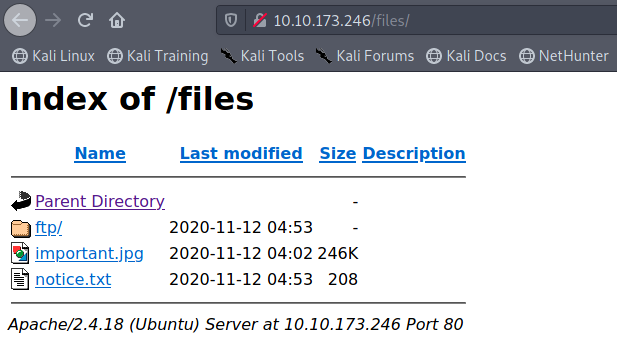 10.10.173.246/files/
Kali Linux Kali Training Kali Tools Kali Forums Kali Docs NetHunter
Index of /files
Name Last modified Size Description
Parent Directory -
ftp/ 2020-11-12 04:53 -
important.jpg 2020-11-12 04:02 246K
notice.txt 2020-11-12 04:53 208
Apache/2.4.18 (Ubuntu) Server at 10.10.173.246 Port 80